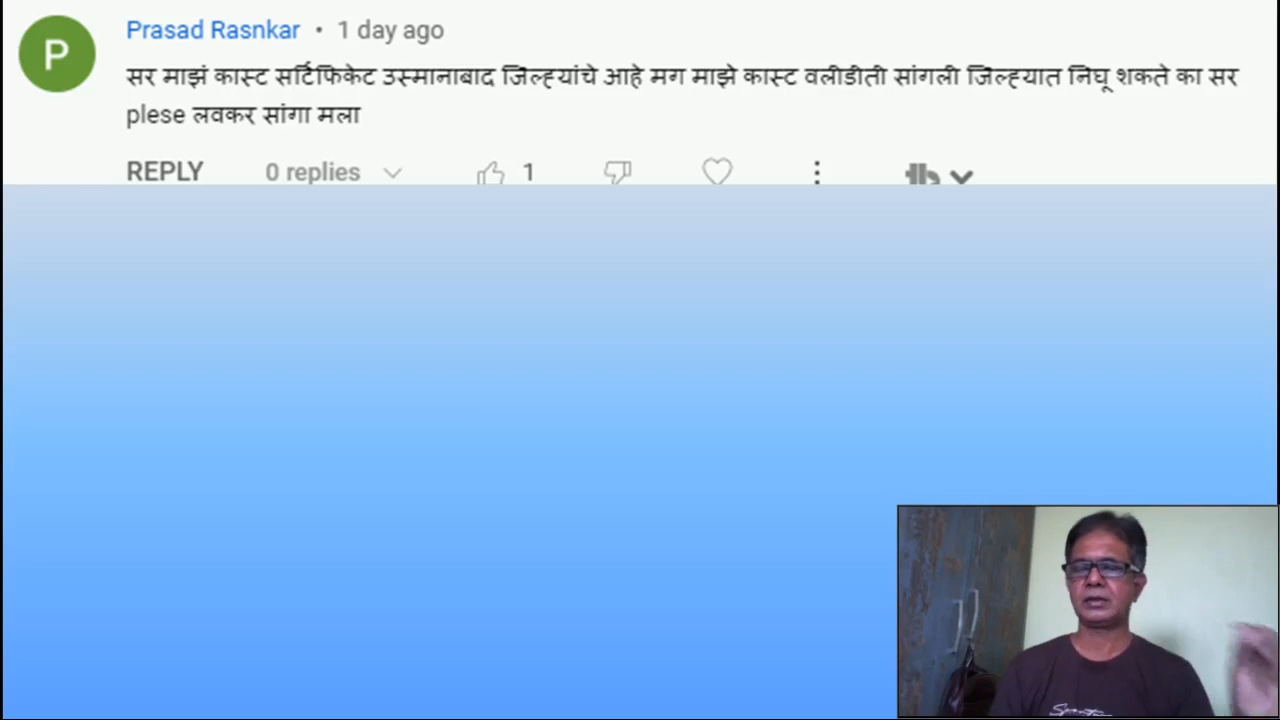 P
Prasad Rasnkar • 1 day ago
सर माझं कास्ट सर्टिफिकेट उस्मानाबाद जिल्ह्यांचे आहे मग माझे कास्ट वलीडीती सांगली जिल्ह्यात निघू शकते का सर
plese लवकर सांगा मला
REPLY 0 replies 1